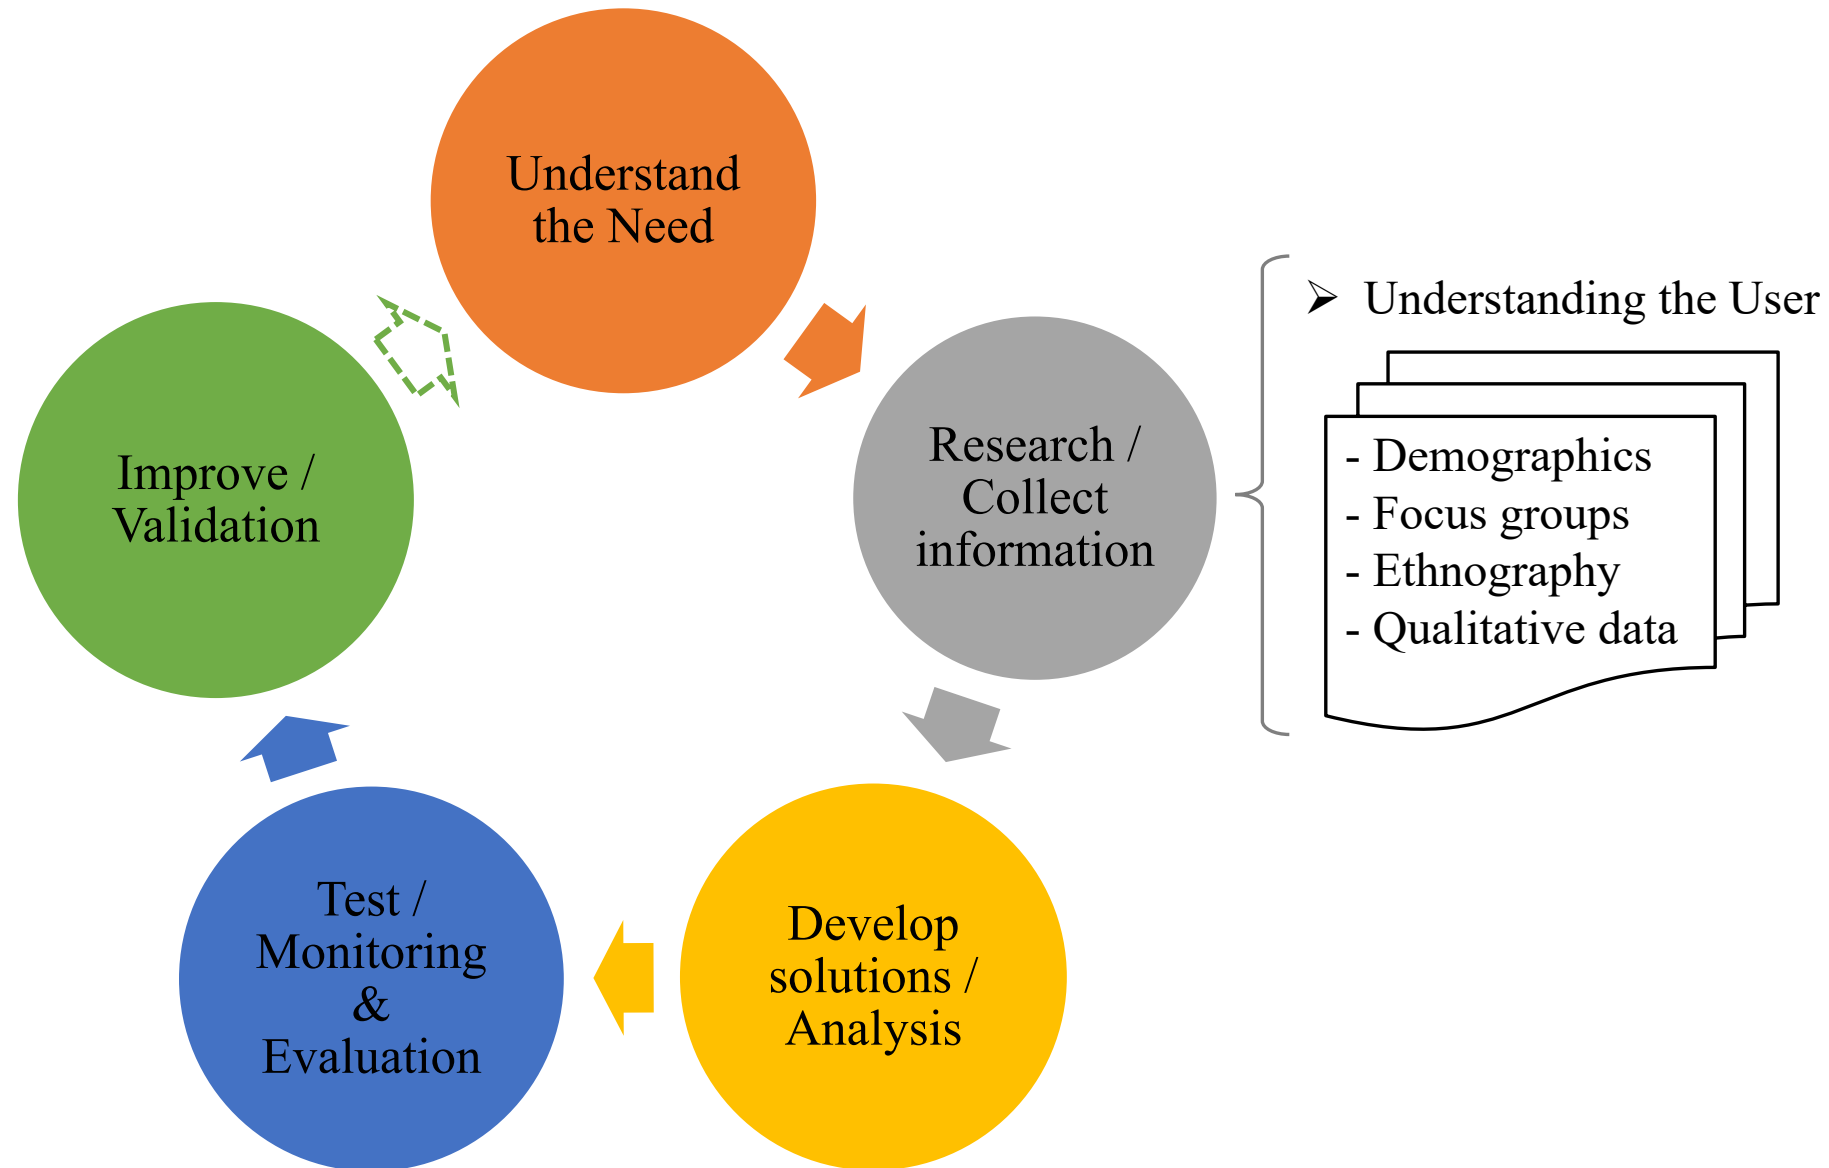 Understand
the Need
Research /
Collect
information
➢ Understanding the User
- Demographics
- Focus groups
- Ethnography
- Qualitative data
Develop
solutions /
Analysis
Test /
Monitoring
&
Evaluation
Improve /
Validation